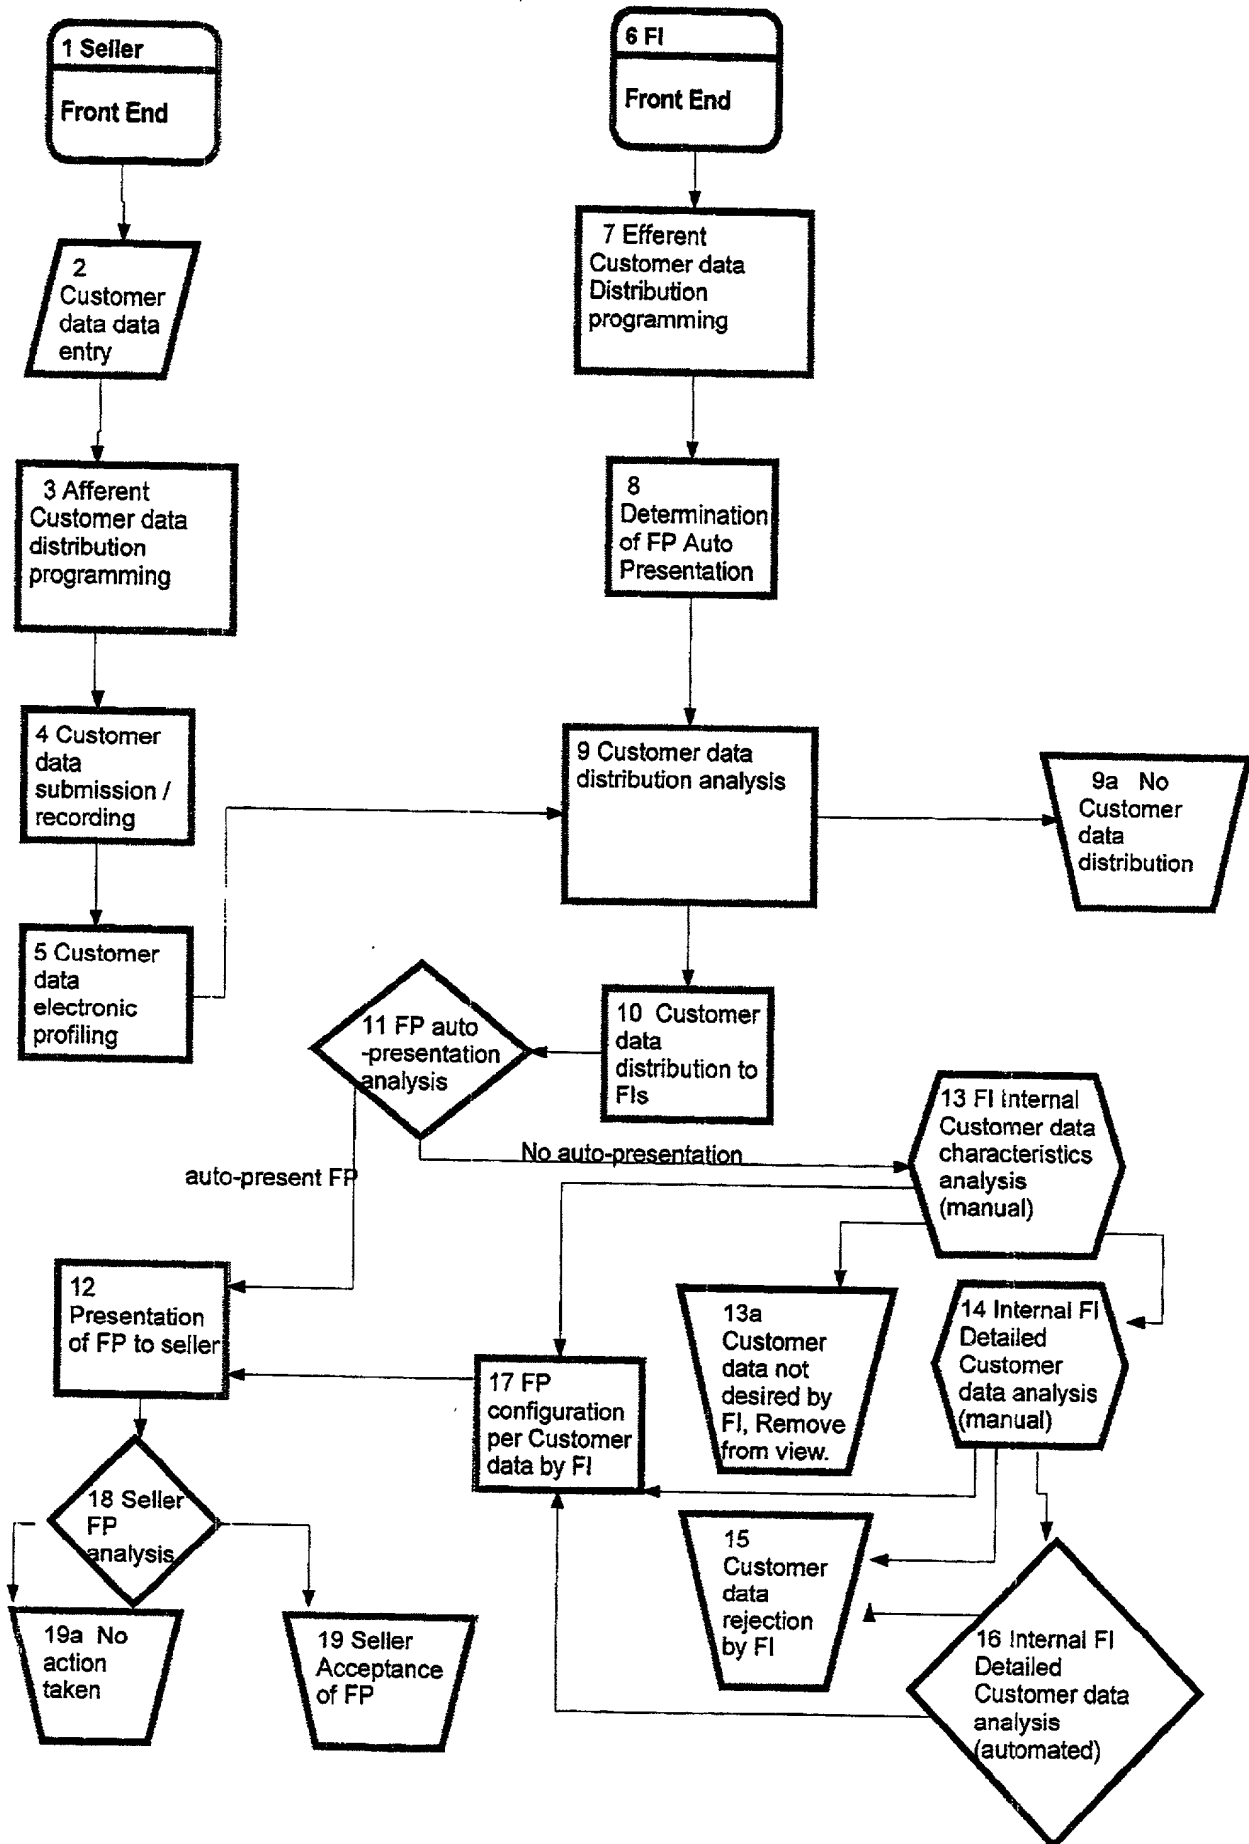 1 Seller
Front End
6 FI
Front End
2
Customer
data data
entry
7 Efferent
Customer data
Distribution
programming
3 Afferent
Customer data
distribution
programming
8
Determination
of FP Auto
Presentation
4 Customer
data
submission /
recording
9 Customer data
distribution analysis
9a No
Customer
data
distribution
5 Customer
data
electronic
profiling
10 Customer
data
distribution to
FIs
11 FP auto
-presentation
analysis
No auto-presentation
auto-present FP
13 FI Internal
Customer data
characteristics
analysis
(manual)
12
Presentation
of FP to seller
13a
Customer
data not
desired by
FI, Remove
from view.
14 Internal FI
Detailed
Customer
data analysis
(manual)
17 FP
configuration
per Customer
data by FI
18 Seller
FP
analysis
15
Customer
data
rejection
by FI
19a No
action
taken
19 Seller
Acceptance
of FP
16 Internal FI
Detailed
Customer data
analysis
(automated)